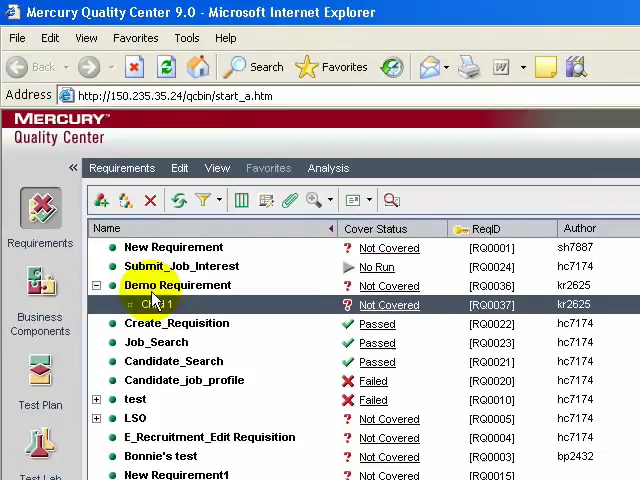 Mercury Quality Center 9.0 - Microsoft Internet Explorer
File Edit View Favorites Tools Help
Back Search Favorites
Address http://150.235.35.24/qcbin/start_a.htm
MERCURY™
Quality Center
Requirements Edit View Favorites Analysis
Name Cover Status ReqID Author
New Requirement Not Covered [RQ0001] sh7887
Submit_Job_Interest No Run [RQ0024] hc7174
Demo Requirement Not Covered [RQ0036] kr2625
1 Not Covered [RQ0037] kr2625
Create_Requisition Passed [RQ0022] hc7174
Job_Search Passed [RQ0023] hc7174
Candidate_Search Passed [RQ0021] hc7174
Candidate_job_profile Failed [RQ0020] hc7174
test Failed [RQ0010] hc7174
LSO Not Covered [RQ0005] hc7174
E_Recruitment_Edit Requisition Not Covered [RQ0034] hc7174
Bonnie's test Not Covered [RQ0003] bp2432
New Requirement1 Not Covered [RQ0015]
Requirements
Business
Components
Test Plan
Test Lab